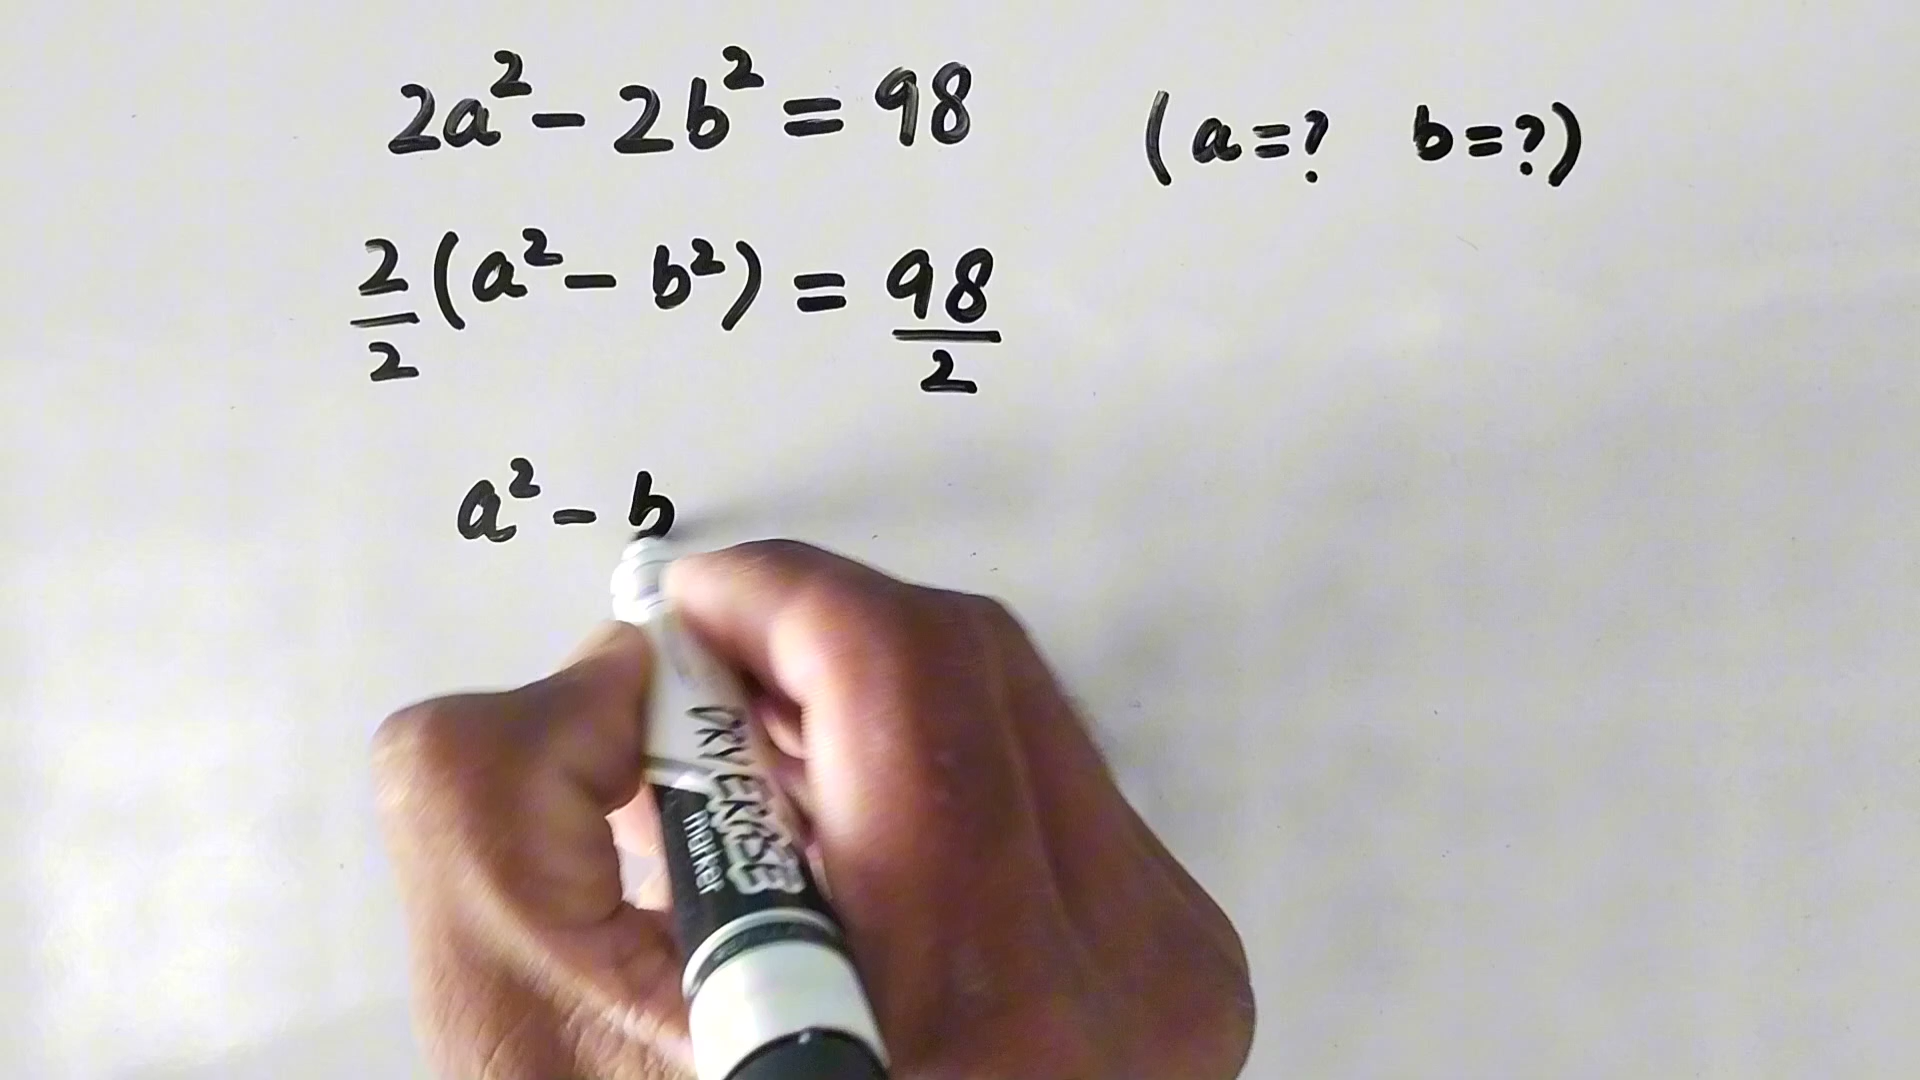 2a² - 2b² = 98 (a=? b=?)
2/2 (a² - b²) = 98/2
a² - b
DRY ERASE
marker